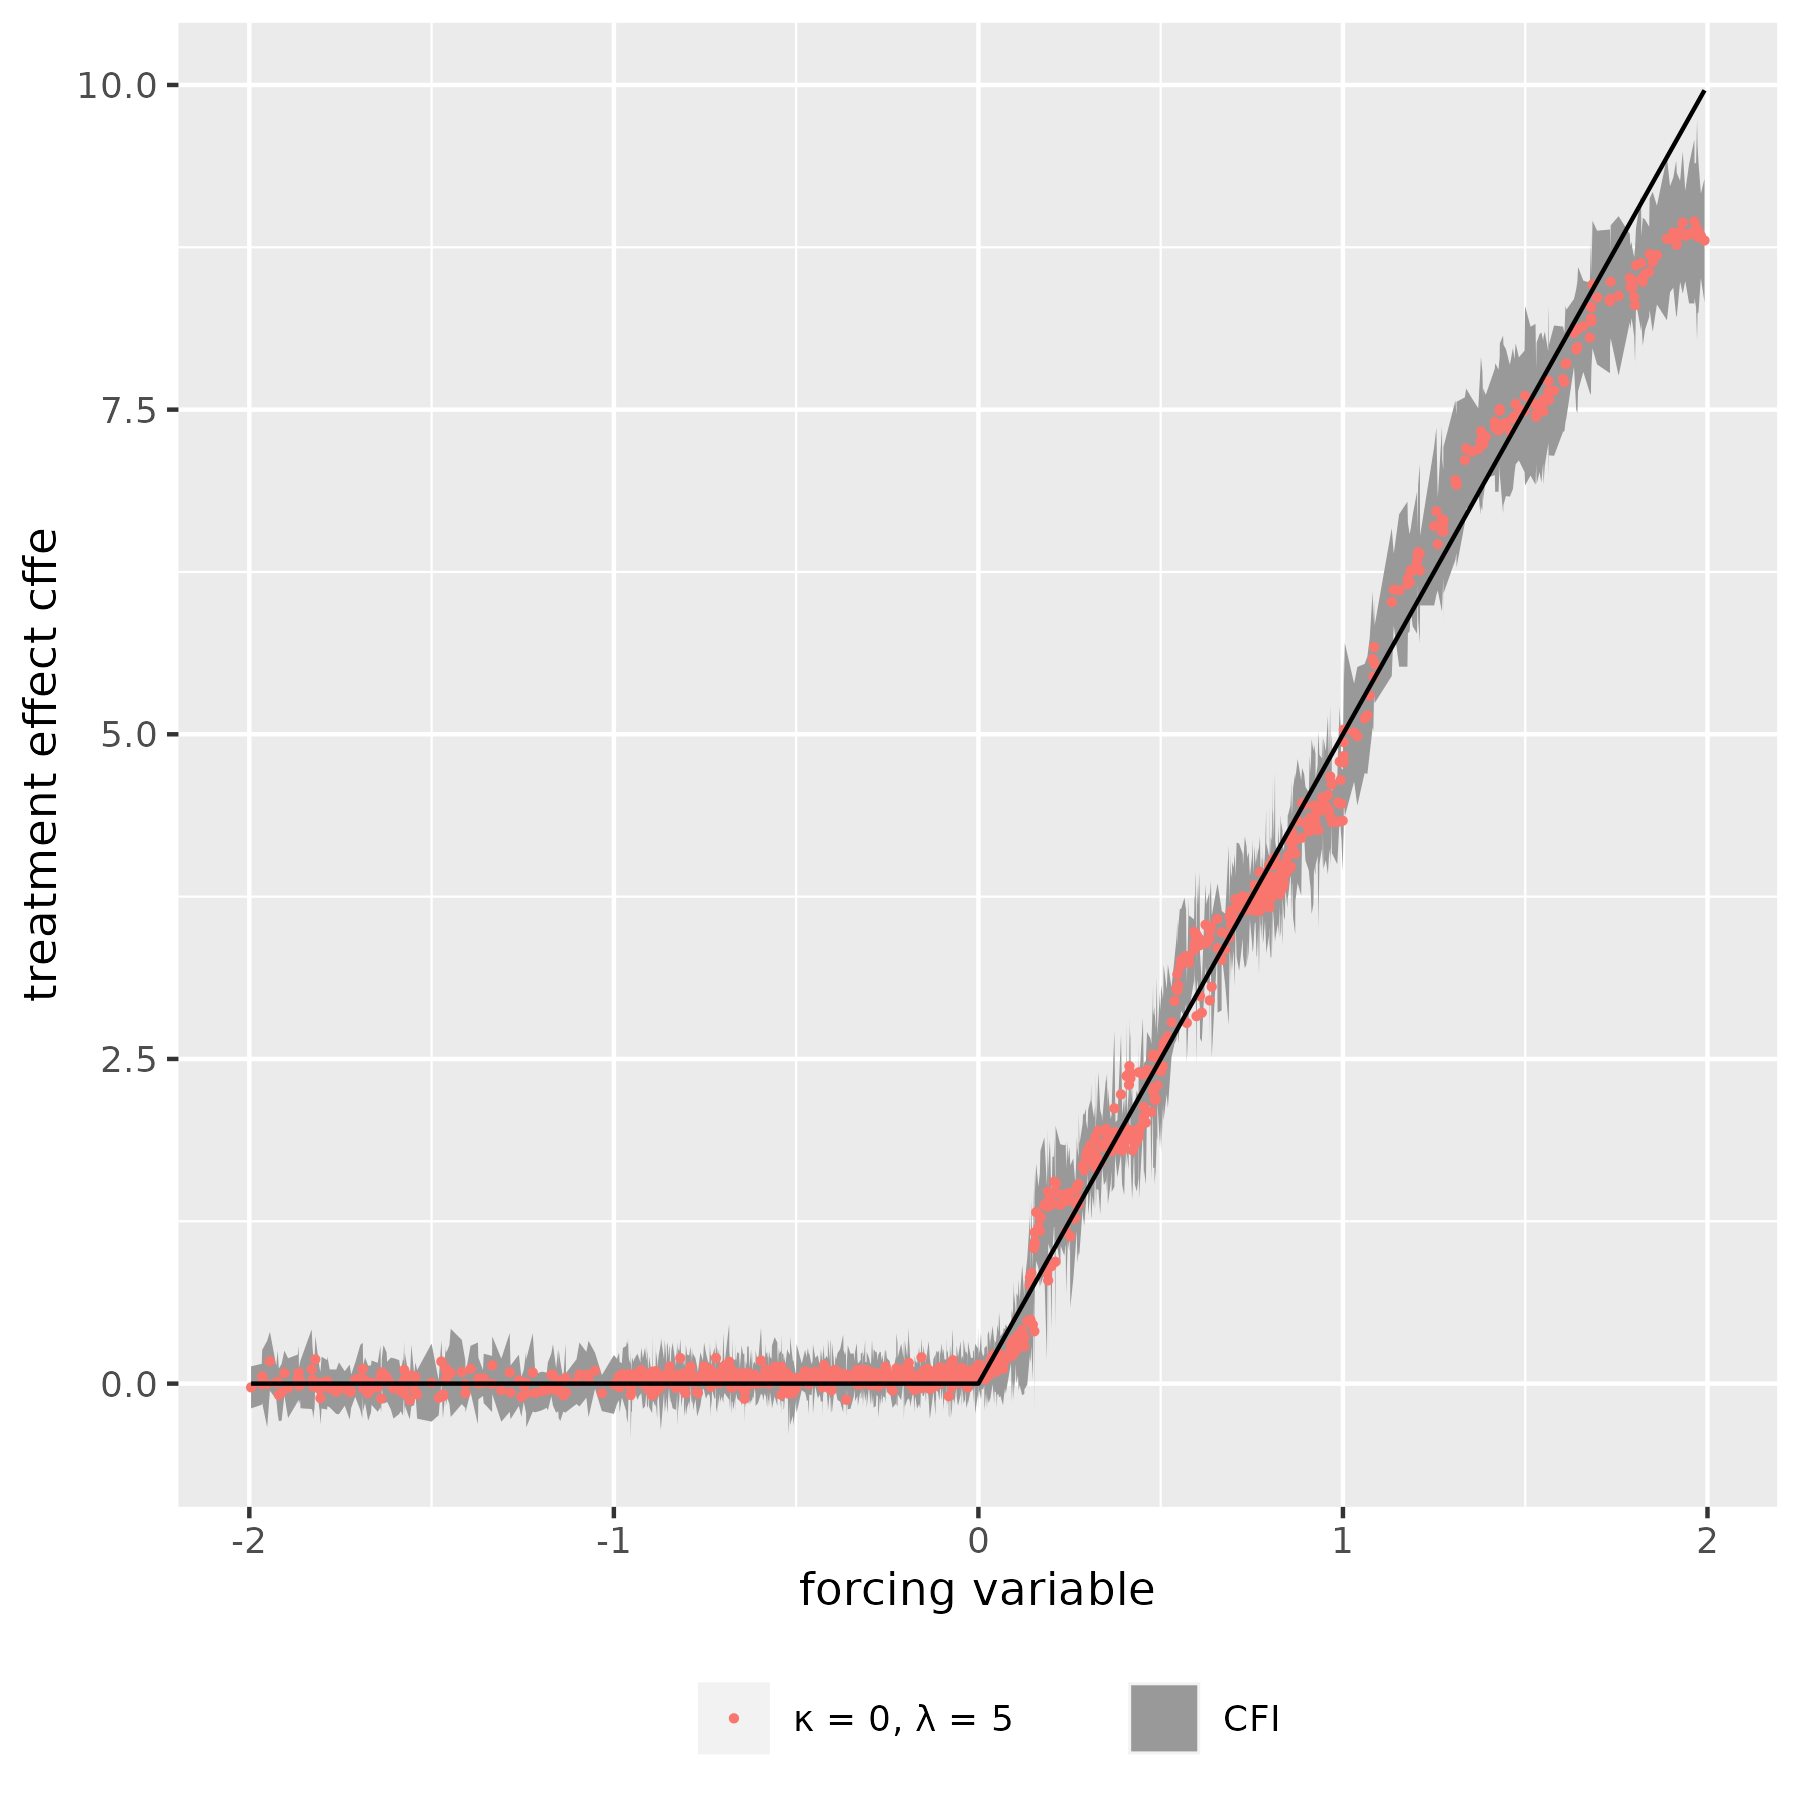 10.0
7.5
5.0
2.5
0.0
treatment effect cffe
-2 -1 0 1 2
forcing variable
κ = 0, λ = 5 CFI